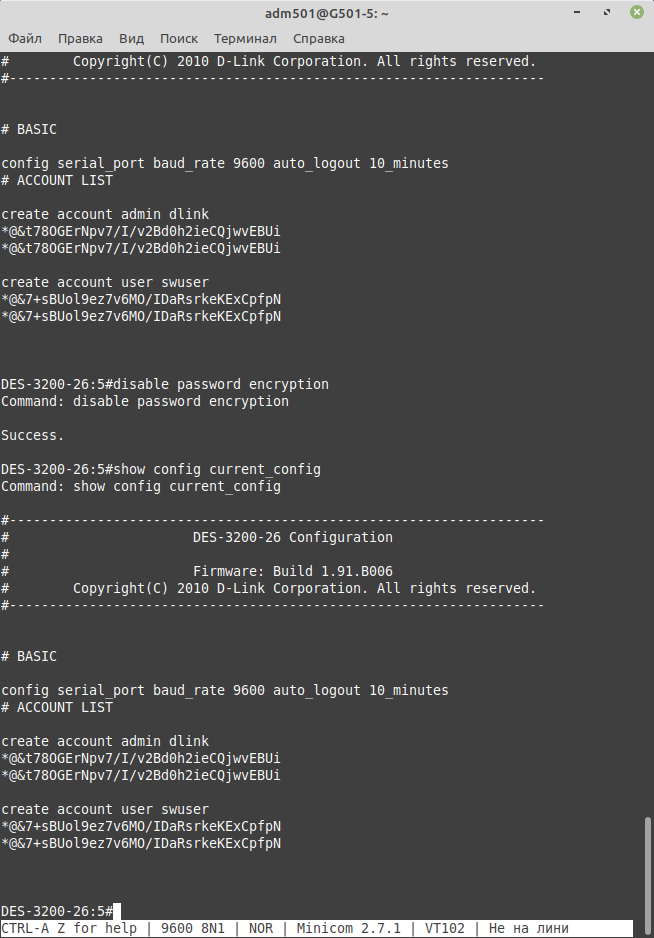 adm501@G501-5: ~
Файл Правка Вид Поиск Терминал Справка
# Copyright(C) 2010 D-Link Corporation. All rights reserved.
#-------------------------------------------------------------------
# BASIC
config serial_port baud_rate 9600 auto_logout 10_minutes
# ACCOUNT LIST
create account admin dlink
*@&t78OGErNpv7/I/v2Bd0h2ieCQjwvEBUi
*@&t78OGErNpv7/I/v2Bd0h2ieCQjwvEBUi
create account user swuser
*@&7+sBUol9ez7v6MO/IDaRsrkeKExCpfpN
*@&7+sBUol9ez7v6MO/IDaRsrkeKExCpfpN
DES-3200-26:5#disable password encryption
Command: disable password encryption
Success.
DES-3200-26:5#show config current_config
Command: show config current_config
#-------------------------------------------------------------------
# DES-3200-26 Configuration
#
# Firmware: Build 1.91.B006
# Copyright(C) 2010 D-Link Corporation. All rights reserved.
#-------------------------------------------------------------------
# BASIC
config serial_port baud_rate 9600 auto_logout 10_minutes
# ACCOUNT LIST
create account admin dlink
*@&t78OGErNpv7/I/v2Bd0h2ieCQjwvEBUi
*@&t78OGErNpv7/I/v2Bd0h2ieCQjwvEBUi
create account user swuser
*@&7+sBUol9ez7v6MO/IDaRsrkeKExCpfpN
*@&7+sBUol9ez7v6MO/IDaRsrkeKExCpfpN
DES-3200-26:5#
CTRL-A Z for help | 9600 8N1 | NOR | Minicom 2.7.1 | VT102 | Не на лини